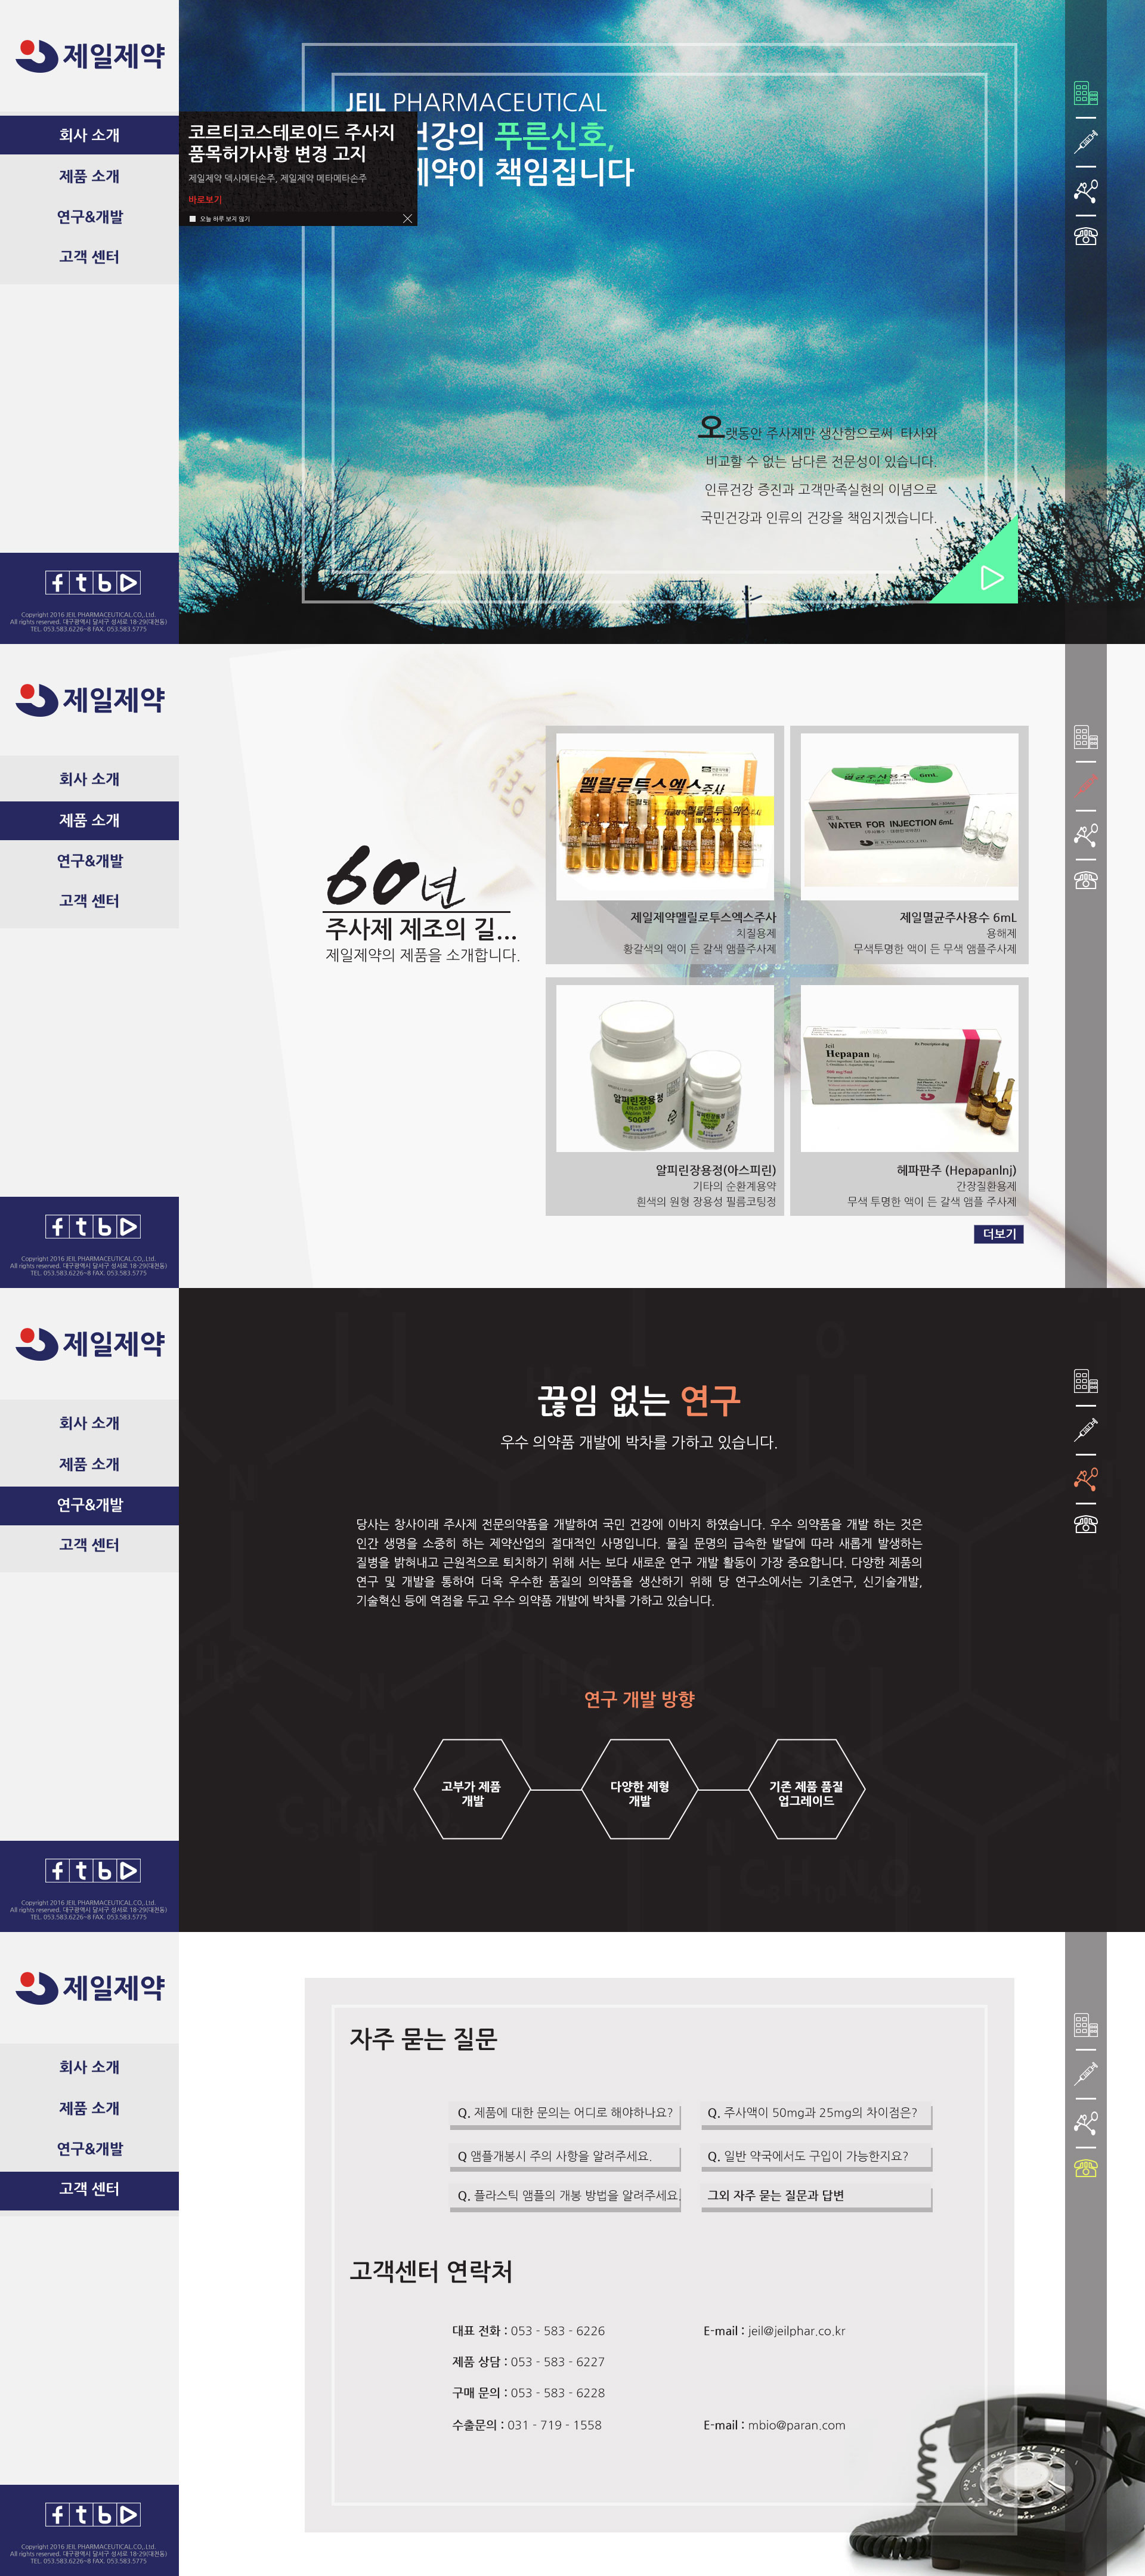 제일제약
회사 소개
제품 소개
연구&개발
고객 센터
Copyright 2016 JEIL PHARMACEUTICAL.CO,.Ltd.
All rights reserved. 대구광역시 달서구 성서로 18-29(대천동)
TEL. 053.583.6226~8 FAX. 053.583.5775
JEIL PHARMACEUTICAL
건강의 푸른신호,
제약이 책임집니다
코르티코스테로이드 주사지
품목허가사항 변경 고지
제일제약 덱사메타손주, 제일제약 메타메타손주
바로보기
오늘 하루 보지 않기
오랫동안 주사제만 생산함으로써 타사와
비교할 수 없는 남다른 전문성이 있습니다.
인류건강 증진과 고객만족실현의 이념으로
국민건강과 인류의 건강을 책임지겠습니다.
제일제약
회사 소개
제품 소개
연구&개발
고객 센터
Copyright 2016 JEIL PHARMACEUTICAL.CO,.Ltd.
All rights reserved. 대구광역시 달서구 성서로 18-29(대천동)
TEL. 053.583.6226~8 FAX. 053.583.5775
60년
주사제 제조의 길...
제일제약의 제품을 소개합니다.
멜릴로투스엑스주사
제일제약멜릴로투스엑스주사
치질용제
황갈색의 액이 든 갈색 앰플주사제
멸균주사용수 6mL
JEIL
WATER FOR INJECTION 6mL
제일멸균주사용수 6mL
용해제
무색투명한 액이 든 무색 앰플주사제
알피린장용정
(아스피린)
500정
알피린장용정(아스피린)
기타의 순환계용약
흰색의 원형 장용성 필름코팅정
Jeil
Hepapan Inj.
헤파판주 (HepapanInj)
간장질환용제
무색 투명한 액이 든 갈색 앰플 주사제
더보기
제일제약
회사 소개
제품 소개
연구&개발
고객 센터
Copyright 2016 JEIL PHARMACEUTICAL.CO,.Ltd.
All rights reserved. 대구광역시 달서구 성서로 18-29(대천동)
TEL. 053.583.6226~8 FAX. 053.583.5775
끊임 없는 연구
우수 의약품 개발에 박차를 가하고 있습니다.
당사는 창사이래 주사제 전문의약품을 개발하여 국민 건강에 이바지 하였습니다. 우수 의약품을 개발 하는 것은
인간 생명을 소중히 하는 제약산업의 절대적인 사명입니다. 물질 문명의 급속한 발달에 따라 새롭게 발생하는
질병을 밝혀내고 근원적으로 퇴치하기 위해 서는 보다 새로운 연구 개발 활동이 가장 중요합니다. 다양한 제품의
연구 및 개발을 통하여 더욱 우수한 품질의 의약품을 생산하기 위해 당 연구소에서는 기초연구, 신기술개발,
기술혁신 등에 역점을 두고 우수 의약품 개발에 박차를 가하고 있습니다.
연구 개발 방향
고부가 제품
개발
다양한 제형
개발
기존 제품 품질
업그레이드
제일제약
회사 소개
제품 소개
연구&개발
고객 센터
Copyright 2016 JEIL PHARMACEUTICAL.CO,.Ltd.
All rights reserved. 대구광역시 달서구 성서로 18-29(대천동)
TEL. 053.583.6226~8 FAX. 053.583.5775
자주 묻는 질문
Q. 제품에 대한 문의는 어디로 해야하나요?
Q. 주사액이 50mg과 25mg의 차이점은?
Q 앰플개봉시 주의 사항을 알려주세요.
Q. 일반 약국에서도 구입이 가능한지요?
Q. 플라스틱 앰플의 개봉 방법을 알려주세요.
그외 자주 묻는 질문과 답변
고객센터 연락처
대표 전화 : 053 - 583 - 6226
E-mail : jeil@jeilphar.co.kr
제품 상담 : 053 - 583 - 6227
구매 문의 : 053 - 583 - 6228
수출문의 : 031 - 719 - 1558
E-mail : mbio@paran.com